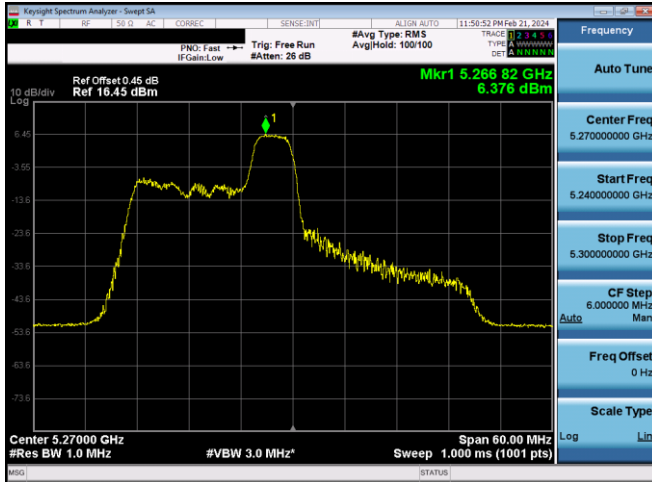 Keysight Spectrum Analyzer - Swept SA
R T RF 50 Ω AC CORREC SENSE:INT ALIGN AUTO 11:50:52 PM Feb 21, 2024
PNO: Fast
IFGain:Low
Trig: Free Run
#Atten: 26 dB
#Avg Type: RMS
Avg|Hold: 100/100
TRACE 1 2 3 4 5 6
TYPE A WWWWW
DET A N N N N N
Mkr1 5.266 82 GHz
6.376 dBm
Ref Offset 0.45 dB
10 dB/div Ref 16.45 dBm
Log
1
6.45
-3.55
-13.6
-23.6
-33.6
-43.6
-53.6
-63.6
-73.6
Center 5.27000 GHz Span 60.00 MHz
#Res BW 1.0 MHz #VBW 3.0 MHz* Sweep 1.000 ms (1001 pts)
MSG STATUS
Frequency
Auto Tune
Center Freq
5.270000000 GHz
Start Freq
5.240000000 GHz
Stop Freq
5.300000000 GHz
CF Step
6.000000 MHz
Auto Man
Freq Offset
0 Hz
Scale Type
Log Lin